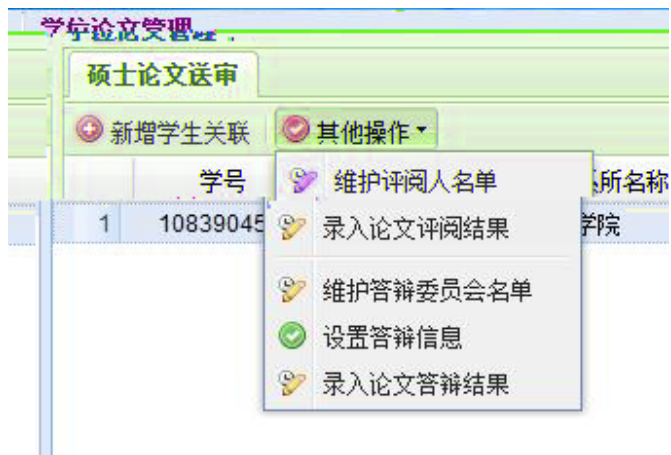 学位论文管理
硕士论文送审
新增学生关联 其他操作
学号 所名称
维护评阅人名单
1 10839045 学院
录入论文评阅结果
维护答辩委员会名单
设置答辩信息
录入论文答辩结果